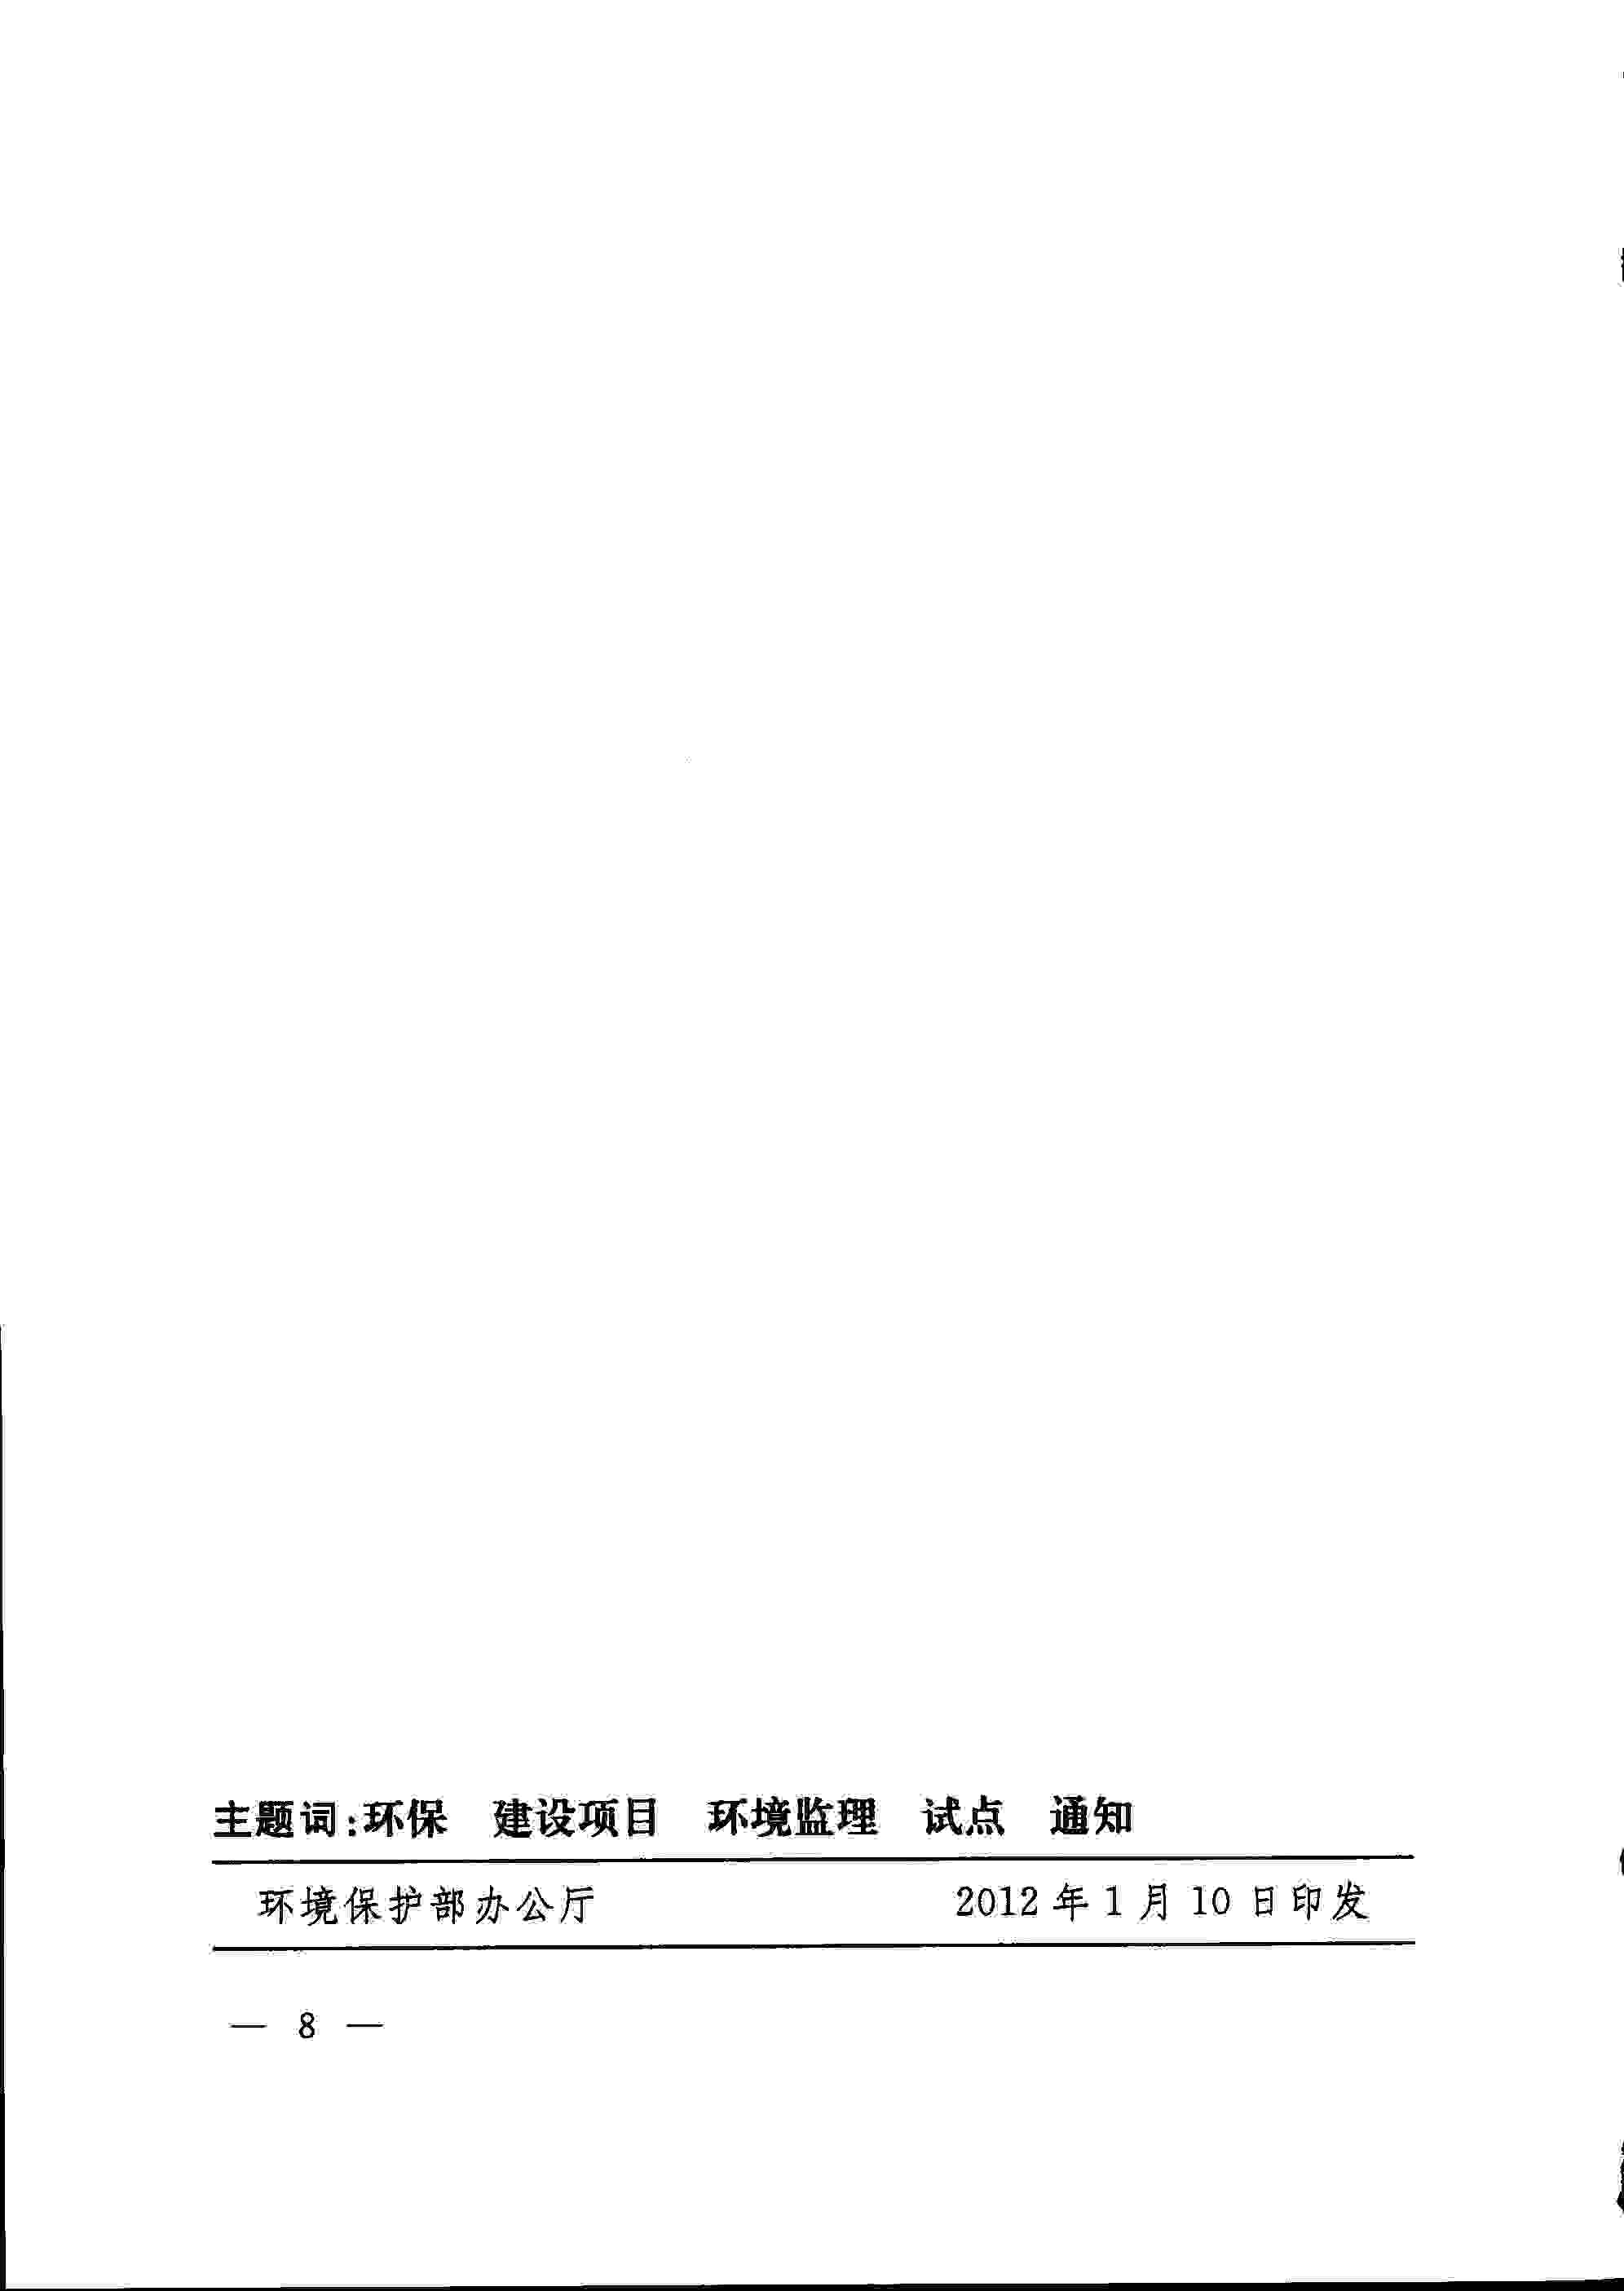 主题词:环保　建设项目　环境监理　试点　通知
环境保护部办公厅　2012年1月10日印发
— 8 —